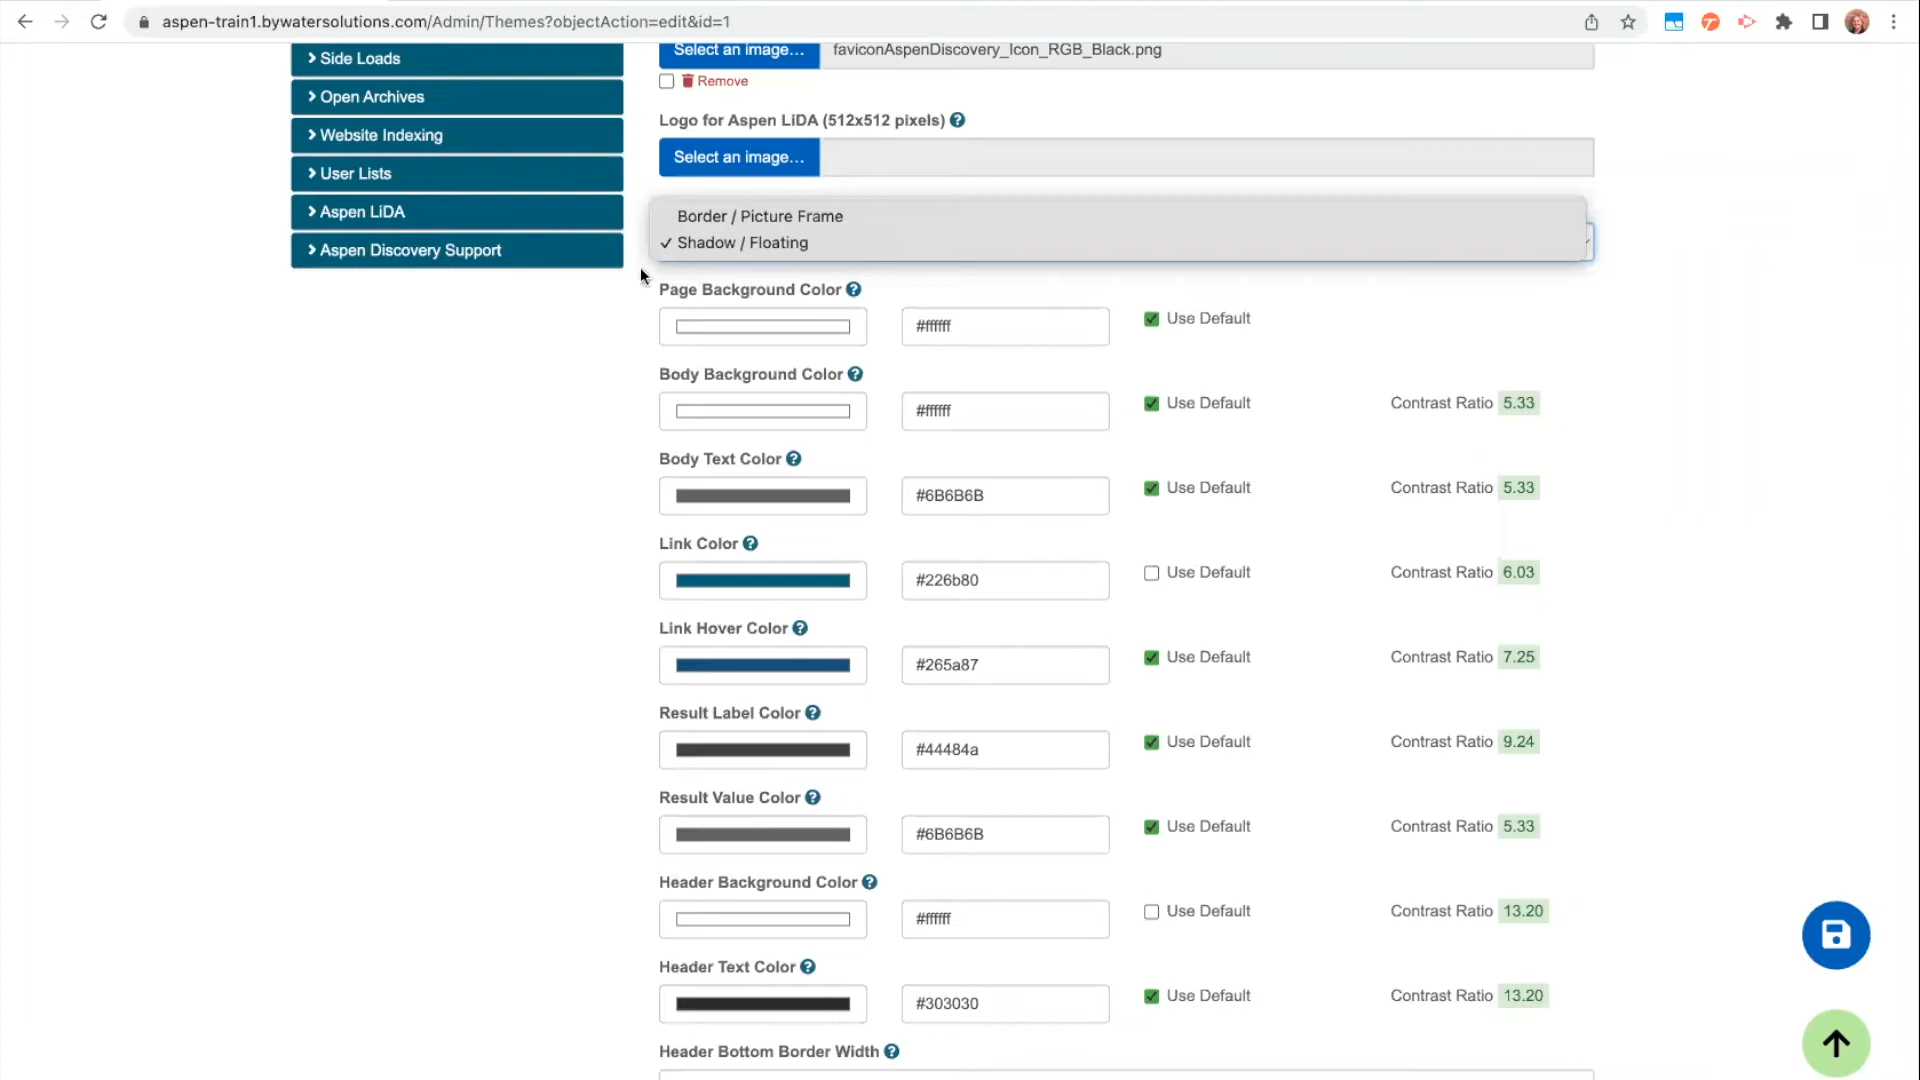 aspen-train1.bywatersolutions.com/Admin/Themes?objectAction=edit&id=1
Side Loads
Open Archives
Website Indexing
User Lists
Aspen LiDA
Aspen Discovery Support
Select an image... faviconAspenDiscovery_Icon_RGB_Black.png
Remove
Logo for Aspen LiDA (512x512 pixels)
Select an image...
Border / Picture Frame
✓ Shadow / Floating
Page Background Color
#ffffff Use Default
Body Background Color
#ffffff Use Default Contrast Ratio 5.33
Body Text Color
#6B6B6B Use Default Contrast Ratio 5.33
Link Color
#226b80 Use Default Contrast Ratio 6.03
Link Hover Color
#265a87 Use Default Contrast Ratio 7.25
Result Label Color
#44484a Use Default Contrast Ratio 9.24
Result Value Color
#6B6B6B Use Default Contrast Ratio 5.33
Header Background Color
#ffffff Use Default Contrast Ratio 13.20
Header Text Color
#303030 Use Default Contrast Ratio 13.20
Header Bottom Border Width